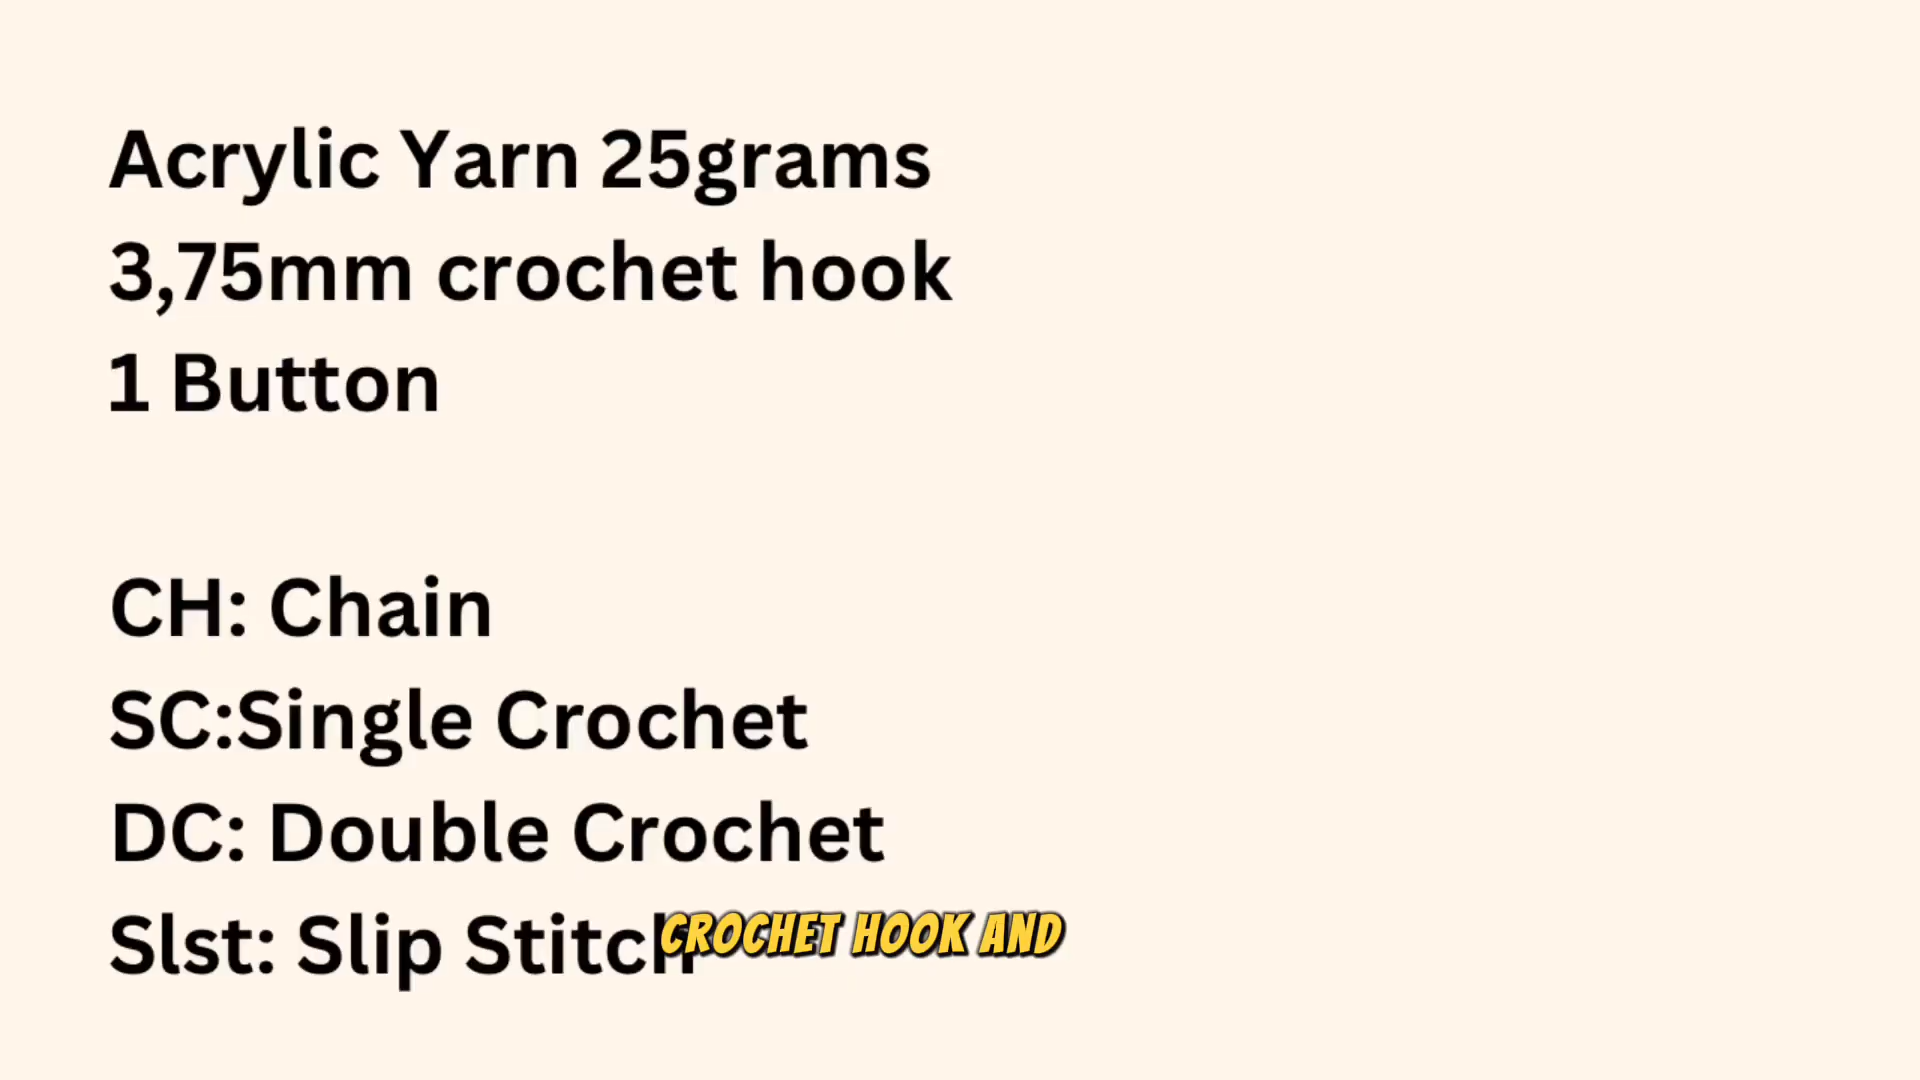 Acrylic Yarn 25grams
3,75mm crochet hook
1 Button
CH: Chain
SC:Single Crochet
DC: Double Crochet
Slst: Slip Stitch
CROCHET HOOK AND